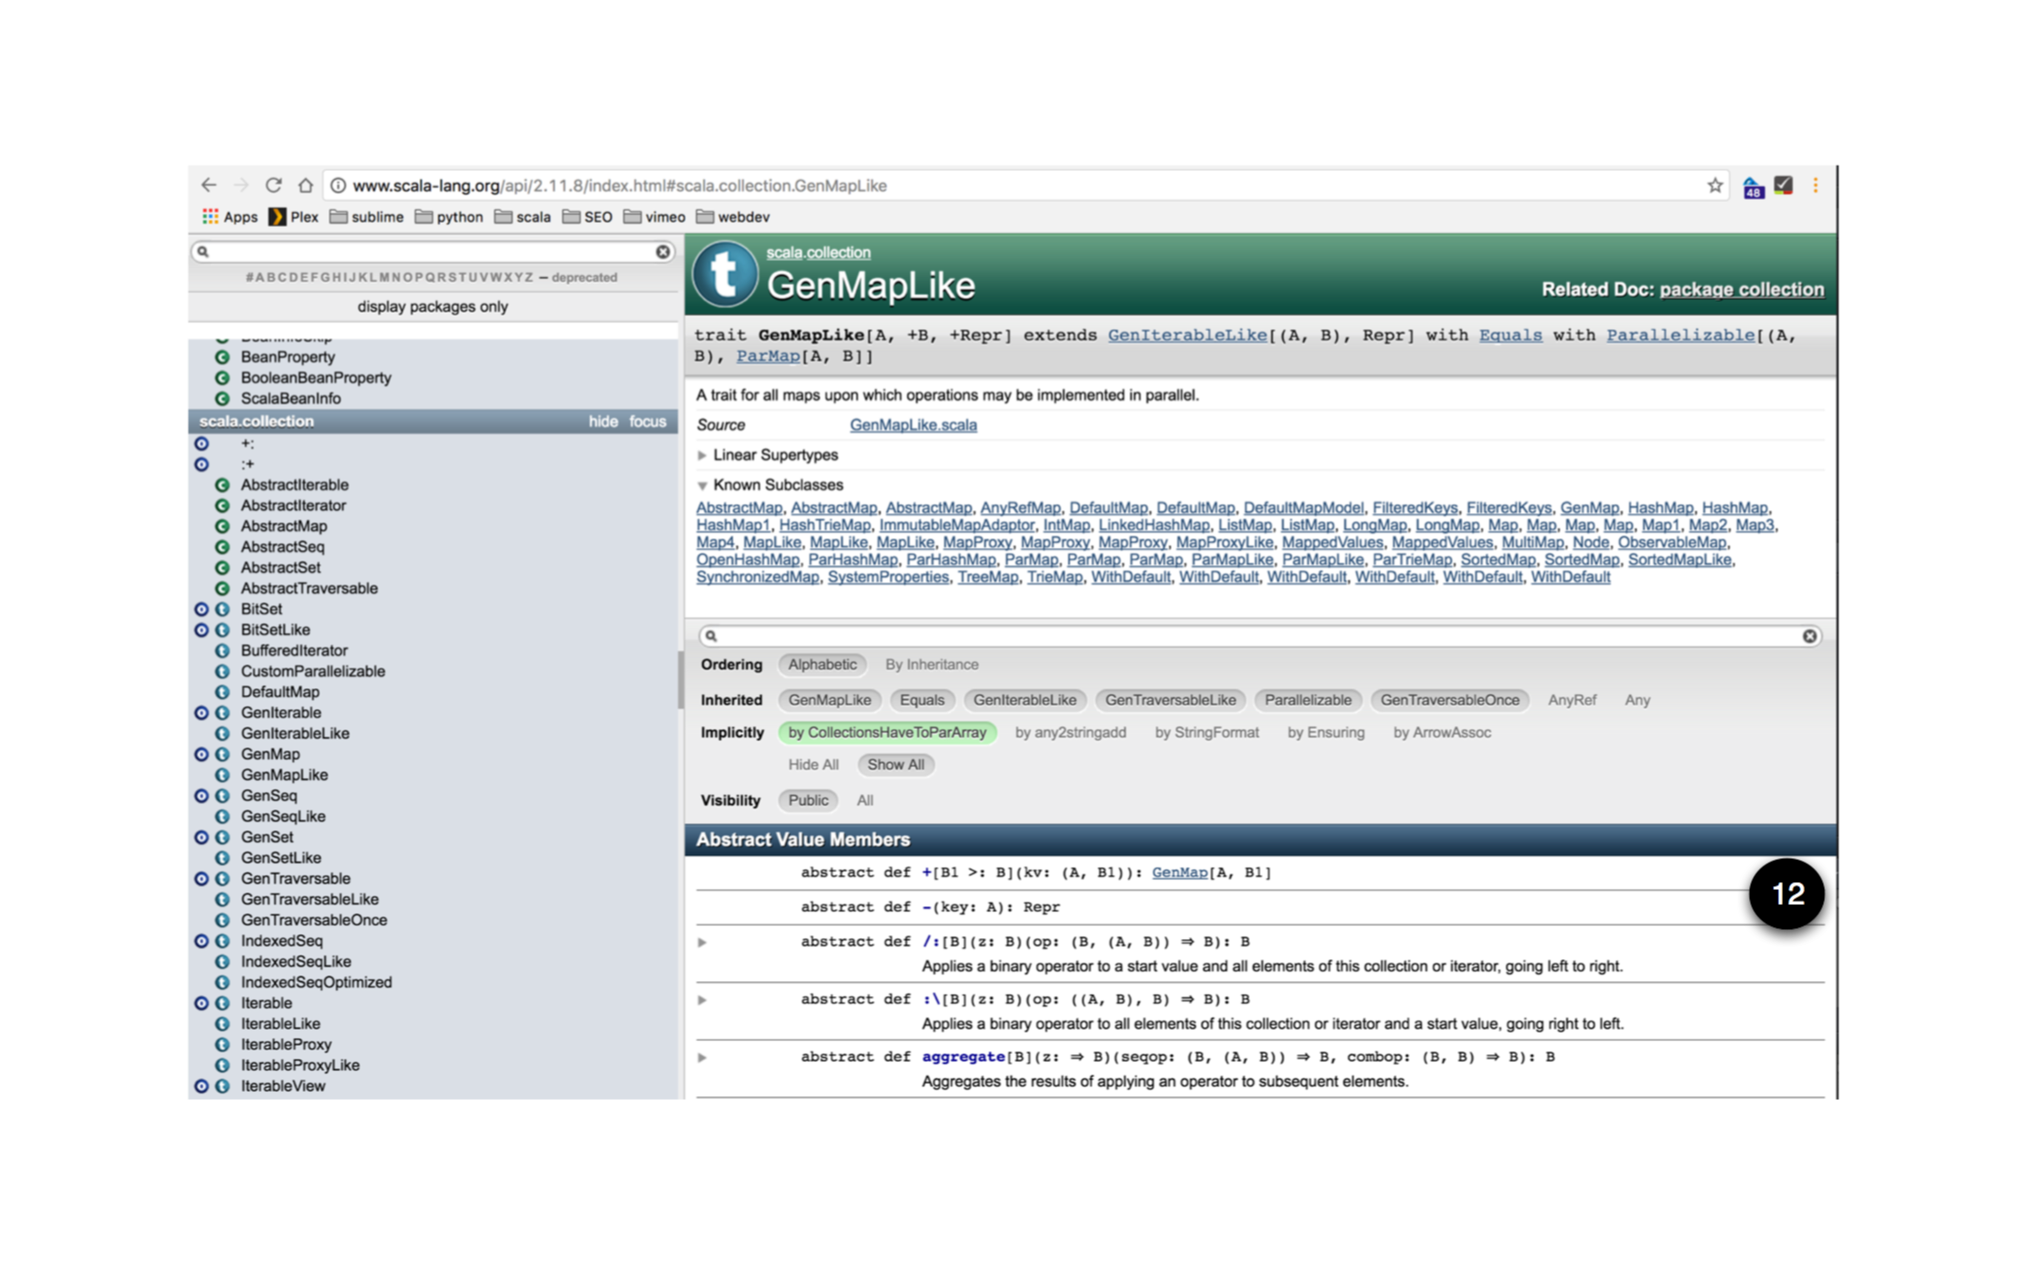 www.scala-lang.org/api/2.11.8/index.html#scala.collection.GenMapLike
48
Apps Plex sublime python scala SEO vimeo webdev
#ABCDEFGHIJKLMNOPQRSTUVWXYZ – deprecated
display packages only
BeanProperty
BooleanBeanProperty
ScalaBeanInfo
scala.collection hide focus
+:
:+
AbstractIterable
AbstractIterator
AbstractMap
AbstractSeq
AbstractSet
AbstractTraversable
BitSet
BitSetLike
BufferedIterator
CustomParallelizable
DefaultMap
GenIterable
GenIterableLike
GenMap
GenMapLike
GenSeq
GenSeqLike
GenSet
GenSetLike
GenTraversable
GenTraversableLike
GenTraversableOnce
IndexedSeq
IndexedSeqLike
IndexedSeqOptimized
Iterable
IterableLike
IterableProxy
IterableProxyLike
IterableView
t
scala.collection
GenMapLike
Related Doc: package collection
trait GenMapLike[A, +B, +Repr] extends GenIterableLike[(A, B), Repr] with Equals with Parallelizable[(A,
B), ParMap[A, B]]
A trait for all maps upon which operations may be implemented in parallel.
Source GenMapLike.scala
Linear Supertypes
Known Subclasses
AbstractMap, AbstractMap, AbstractMap, AnyRefMap, DefaultMap, DefaultMap, DefaultMapModel, FilteredKeys, FilteredKeys, GenMap, HashMap, HashMap,
HashMap1, HashTrieMap, ImmutableMapAdaptor, IntMap, LinkedHashMap, ListMap, ListMap, LongMap, LongMap, Map, Map, Map, Map, Map1, Map2, Map3,
Map4, MapLike, MapLike, MapLike, MapProxy, MapProxy, MapProxy, MapProxyLike, MappedValues, MappedValues, MultiMap, Node, ObservableMap,
OpenHashMap, ParHashMap, ParHashMap, ParMap, ParMap, ParMap, ParMapLike, ParMapLike, ParTrieMap, SortedMap, SortedMap, SortedMapLike,
SynchronizedMap, SystemProperties, TreeMap, TrieMap, WithDefault, WithDefault, WithDefault, WithDefault, WithDefault, WithDefault
Ordering Alphabetic By Inheritance
Inherited GenMapLike Equals GenIterableLike GenTraversableLike Parallelizable GenTraversableOnce AnyRef Any
Implicitly by CollectionsHaveToParArray by any2stringadd by StringFormat by Ensuring by ArrowAssoc
Hide All Show All
Visibility Public All
Abstract Value Members
abstract def +[B1 >: B](kv: (A, B1)): GenMap[A, B1]
12
abstract def -(key: A): Repr
abstract def /:[B](z: B)(op: (B, (A, B)) ⇒ B): B
Applies a binary operator to a start value and all elements of this collection or iterator, going left to right.
abstract def :\[B](z: B)(op: ((A, B), B) ⇒ B): B
Applies a binary operator to all elements of this collection or iterator and a start value, going right to left.
abstract def aggregate[B](z: ⇒ B)(seqop: (B, (A, B)) ⇒ B, combop: (B, B) ⇒ B): B
Aggregates the results of applying an operator to subsequent elements.